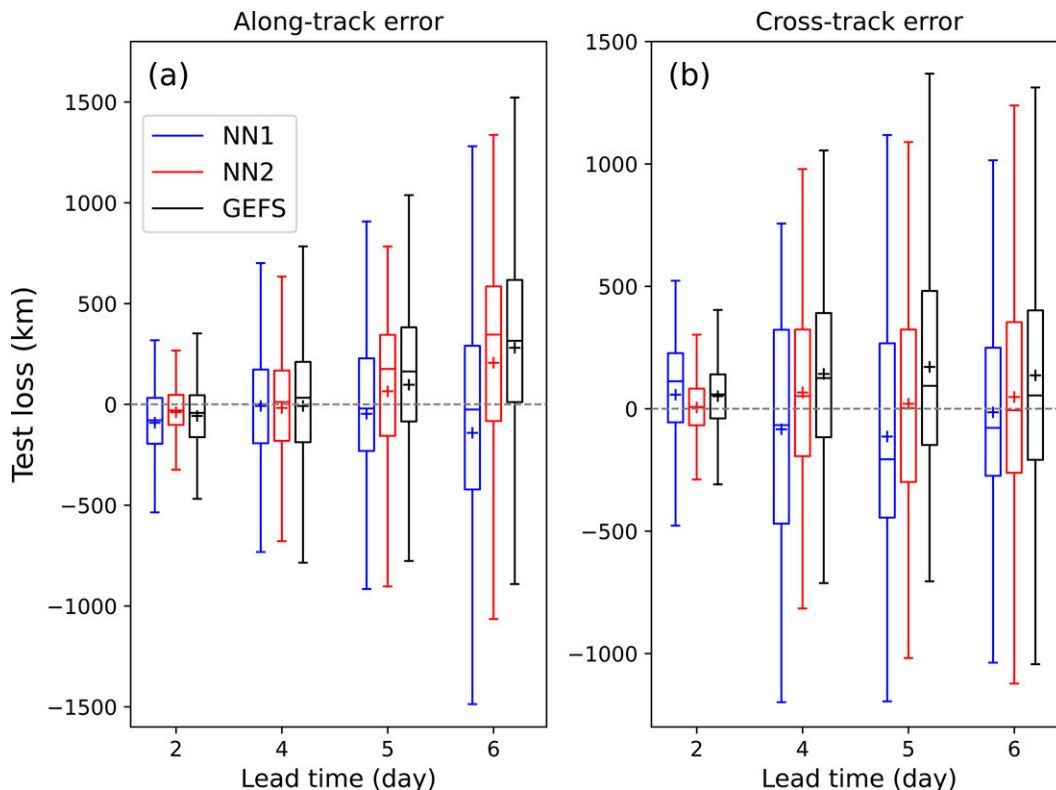 Along-track error
(a)
NN1
NN2
GEFS
1500
1000
500
0
−500
−1000
−1500
Test loss (km)
2 4 5 6
Lead time (day)
Cross-track error
(b)
1500
1000
500
0
−500
−1000
2 4 5 6
Lead time (day)